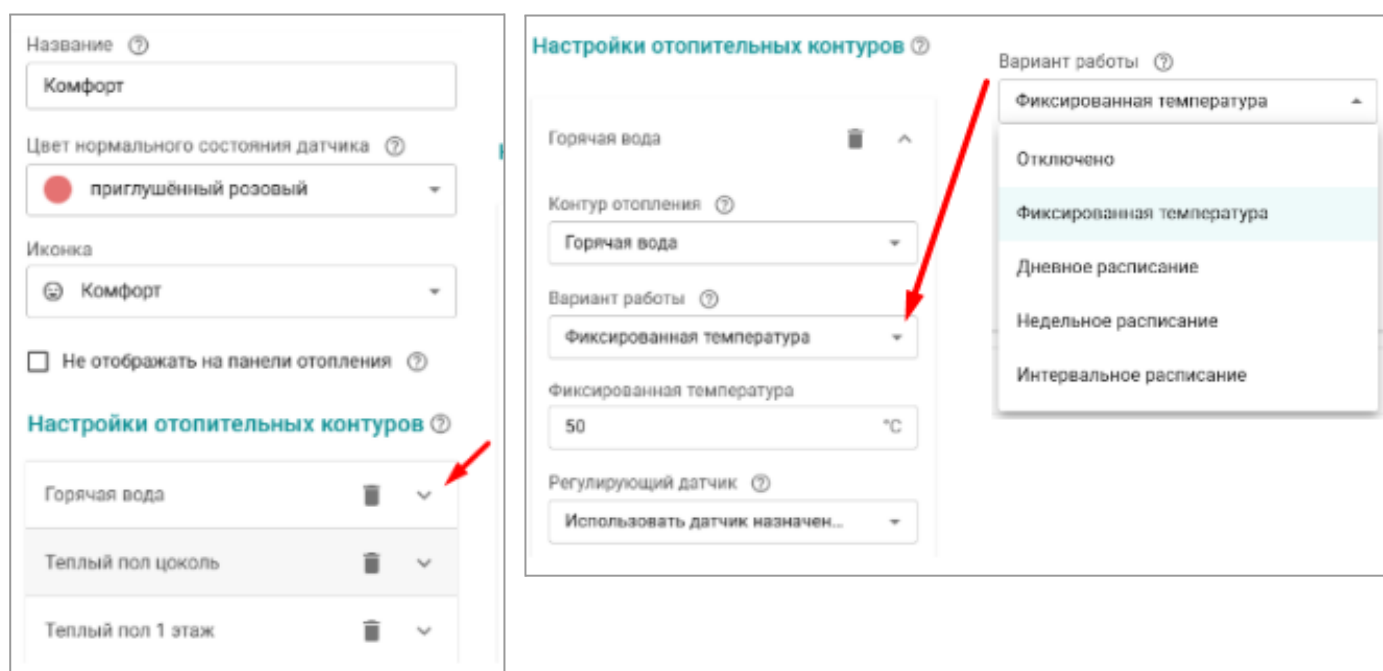 Название
Комфорт
Цвет нормального состояния датчика
приглушённый розовый
Иконка
Комфорт
Не отображать на панели отопления
Настройки отопительных контуров
Горячая вода
Теплый пол цоколь
Теплый пол 1 этаж
Настройки отопительных контуров
Горячая вода
Контур отопления
Горячая вода
Вариант работы
Фиксированная температура
Фиксированная температура
50 °C
Регулирующий датчик
Использовать датчик назначен...
Вариант работы
Фиксированная температура
Отключено
Фиксированная температура
Дневное расписание
Недельное расписание
Интервальное расписание